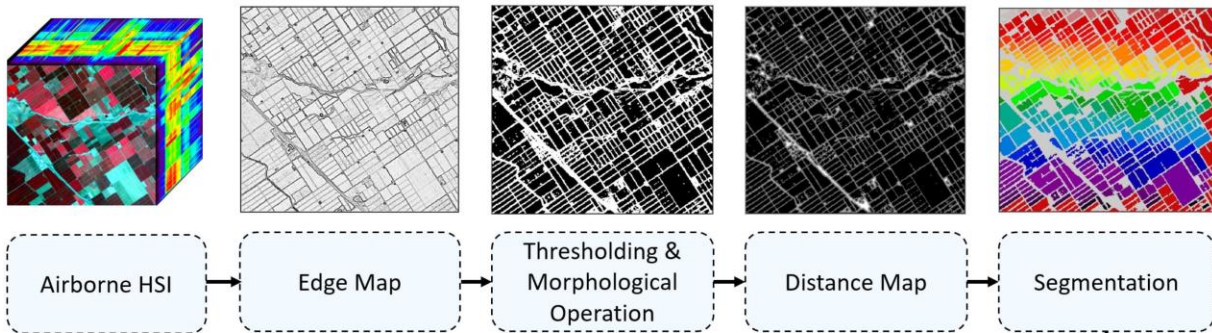 Airborne HSI
Edge Map
Thresholding &
Morphological
Operation
Distance Map
Segmentation